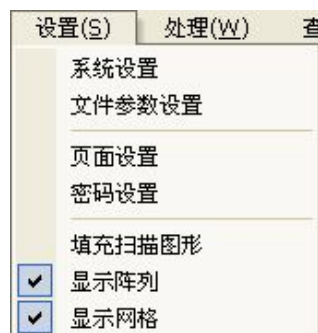 设置(S) 处理(W) 查
系统设置
文件参数设置
页面设置
密码设置
填充扫描图形
显示阵列
显示网格